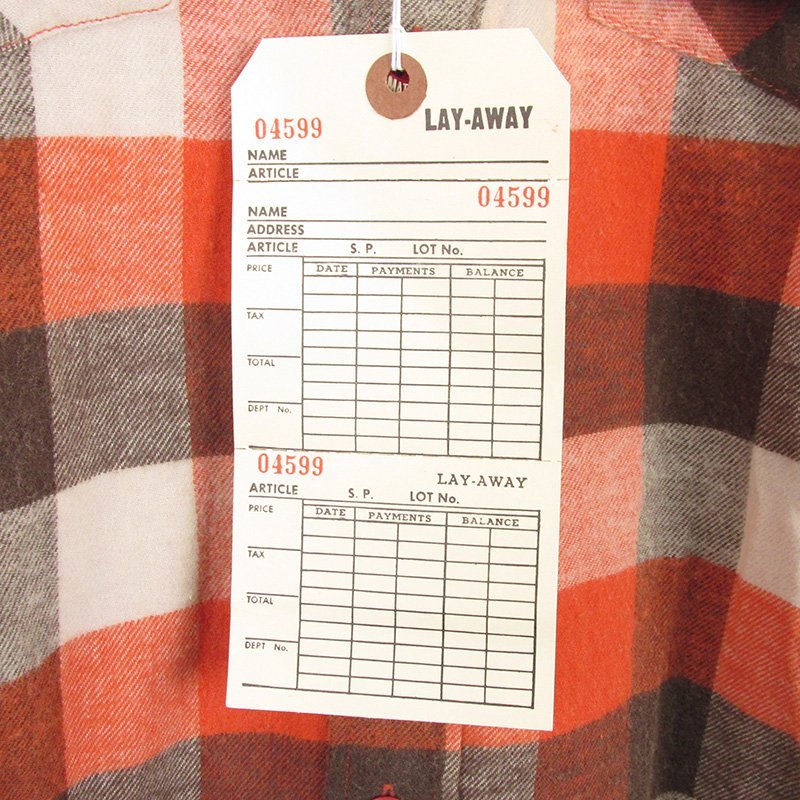 04599 LAY-AWAY
NAME
ARTICLE
04599
NAME
ADDRESS
ARTICLE S. P. LOT No.
PRICE DATE PAYMENTS BALANCE
TAX
TOTAL
DEPT No.
04599 LAY-AWAY
ARTICLE S. P. LOT No.
PRICE DATE PAYMENTS BALANCE
TAX
TOTAL
DEPT No.